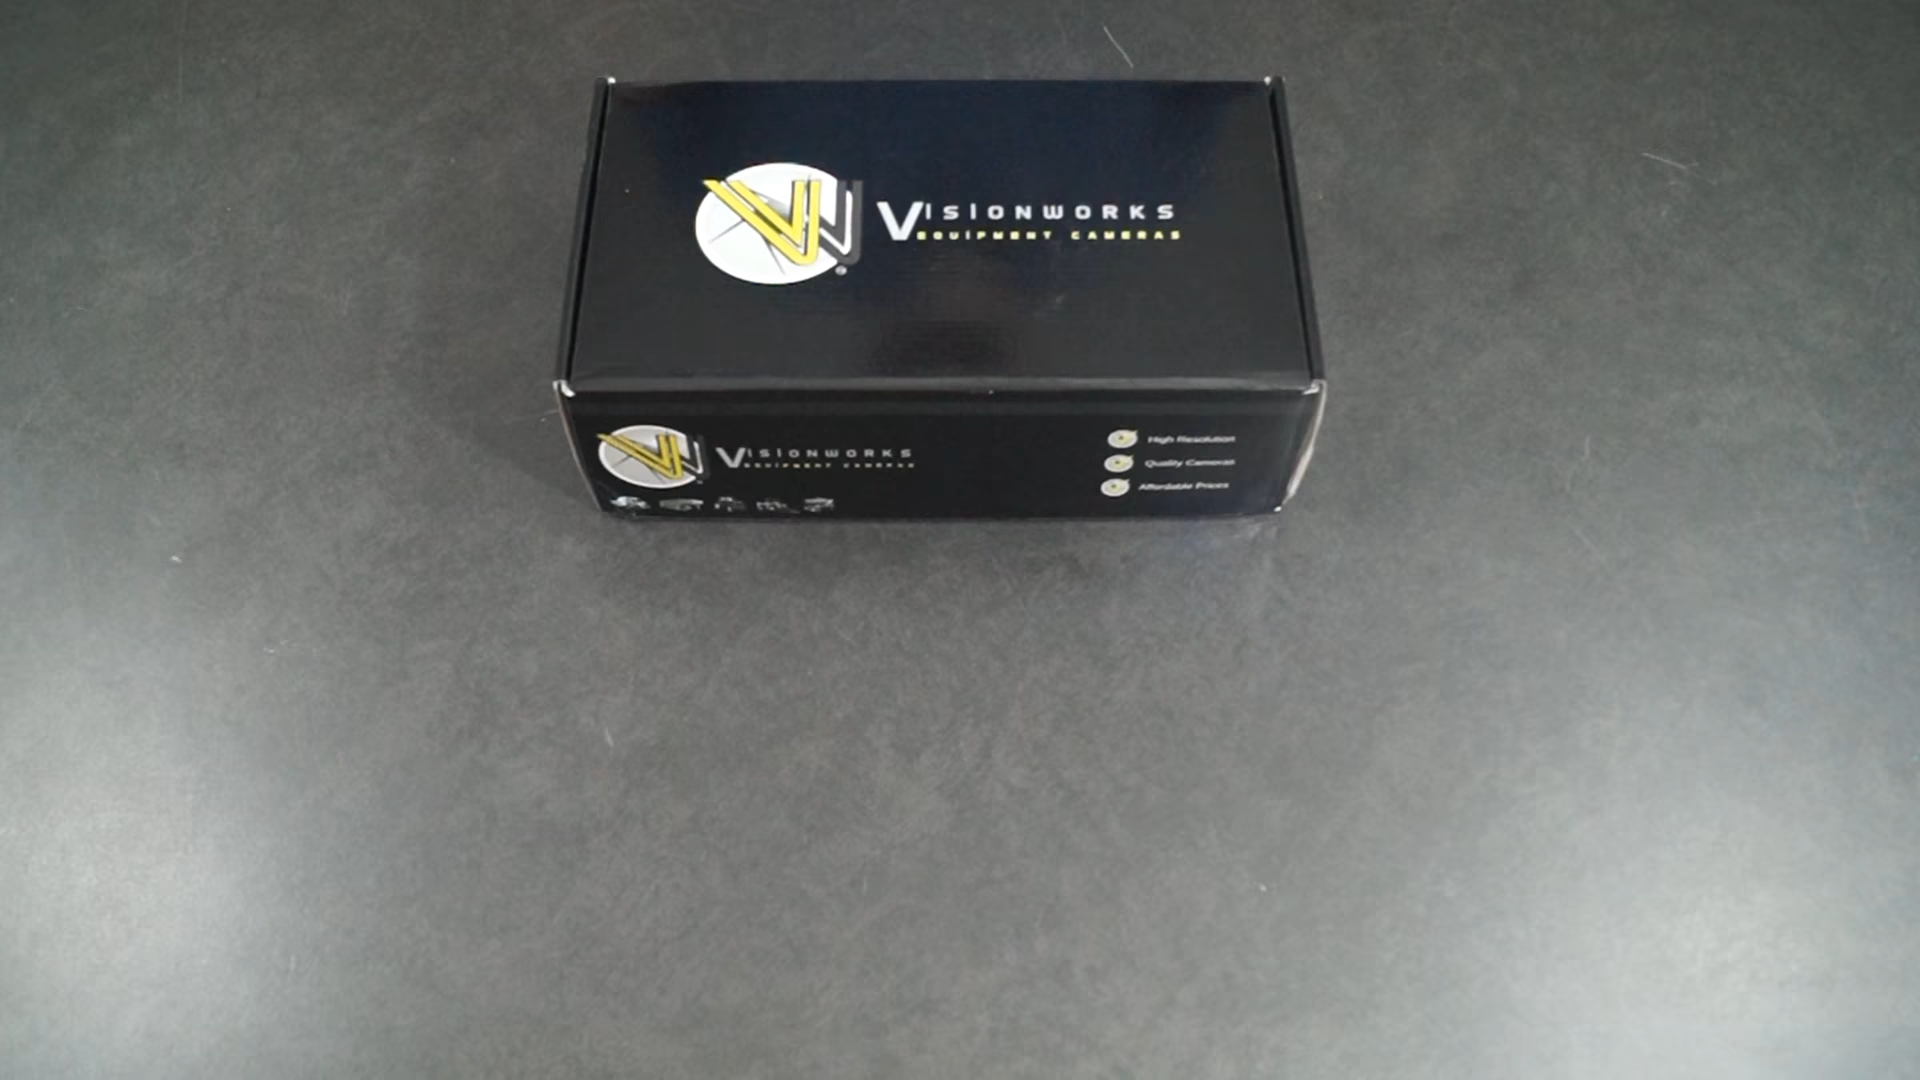 VISIONWORKS
EQUIPMENT CAMERAS
VISIONWORKS
EQUIPMENT CAMERAS
High Resolution
Quality Cameras
Affordable Prices